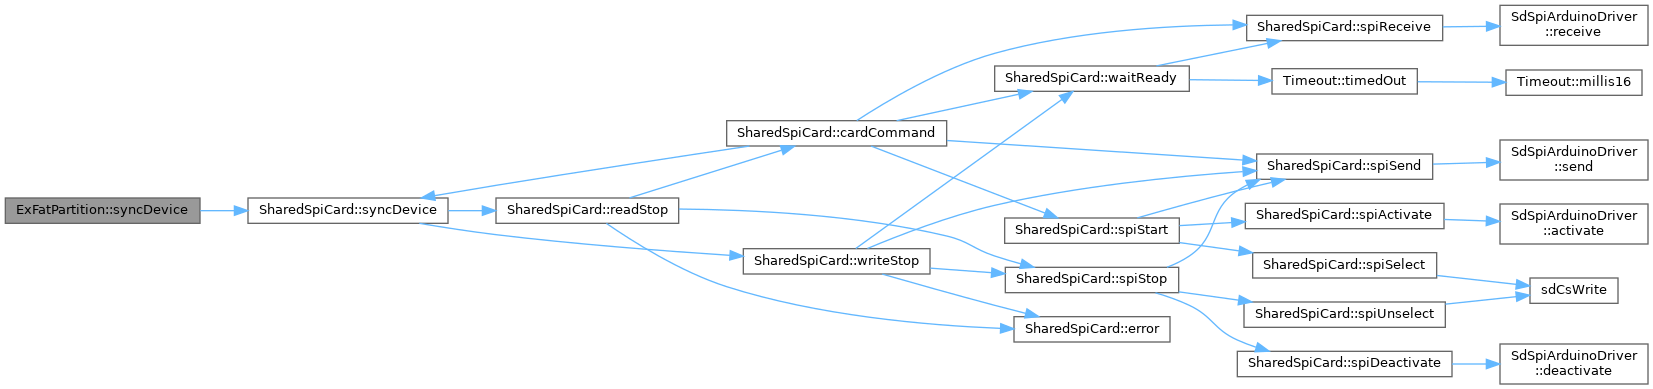 ExFatPartition::syncDevice
SharedSpiCard::syncDevice
SharedSpiCard::readStop
SharedSpiCard::cardCommand
SharedSpiCard::writeStop
SharedSpiCard::waitReady
SharedSpiCard::spiStart
SharedSpiCard::spiStop
SharedSpiCard::error
SharedSpiCard::spiReceive
Timeout::timedOut
SharedSpiCard::spiSend
SharedSpiCard::spiActivate
SharedSpiCard::spiSelect
SharedSpiCard::spiUnselect
SharedSpiCard::spiDeactivate
SdSpiArduinoDriver
::receive
Timeout::millis16
SdSpiArduinoDriver
::send
SdSpiArduinoDriver
::activate
sdCsWrite
SdSpiArduinoDriver
::deactivate